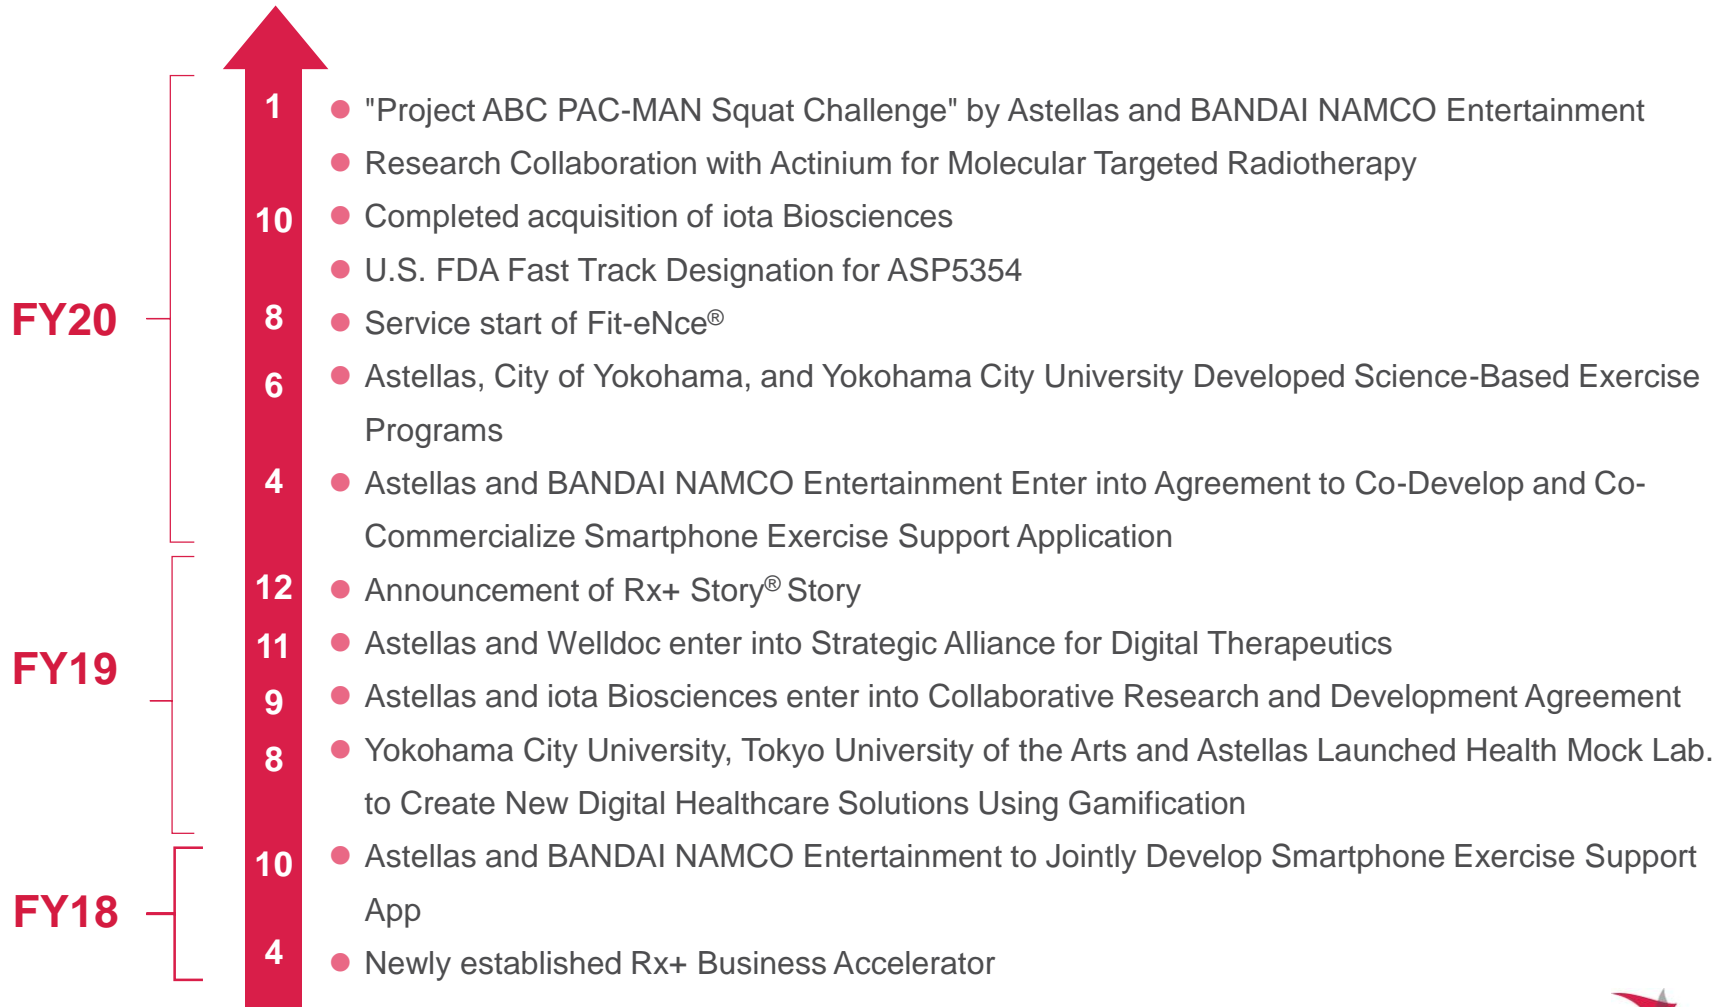 1
"Project ABC PAC-MAN Squat Challenge" by Astellas and BANDAI NAMCO Entertainment
Research Collaboration with Actinium for Molecular Targeted Radiotherapy
10
Completed acquisition of iota Biosciences
U.S. FDA Fast Track Designation for ASP5354
FY20
8
Service start of Fit-eNce®
6
Astellas, City of Yokohama, and Yokohama City University Developed Science-Based Exercise
Programs
4
Astellas and BANDAI NAMCO Entertainment Enter into Agreement to Co-Develop and Co-
Commercialize Smartphone Exercise Support Application
12
Announcement of Rx+ Story® Story
FY19
11
Astellas and Welldoc enter into Strategic Alliance for Digital Therapeutics
9
Astellas and iota Biosciences enter into Collaborative Research and Development Agreement
8
Yokohama City University, Tokyo University of the Arts and Astellas Launched Health Mock Lab.
to Create New Digital Healthcare Solutions Using Gamification
10
Astellas and BANDAI NAMCO Entertainment to Jointly Develop Smartphone Exercise Support
App
FY18
4
Newly established Rx+ Business Accelerator